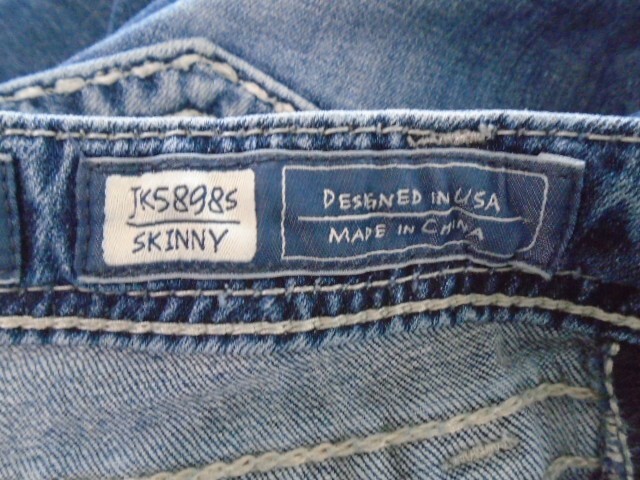 JK5898S
SKINNY
DESIGNED IN USA
MADE IN CHINA